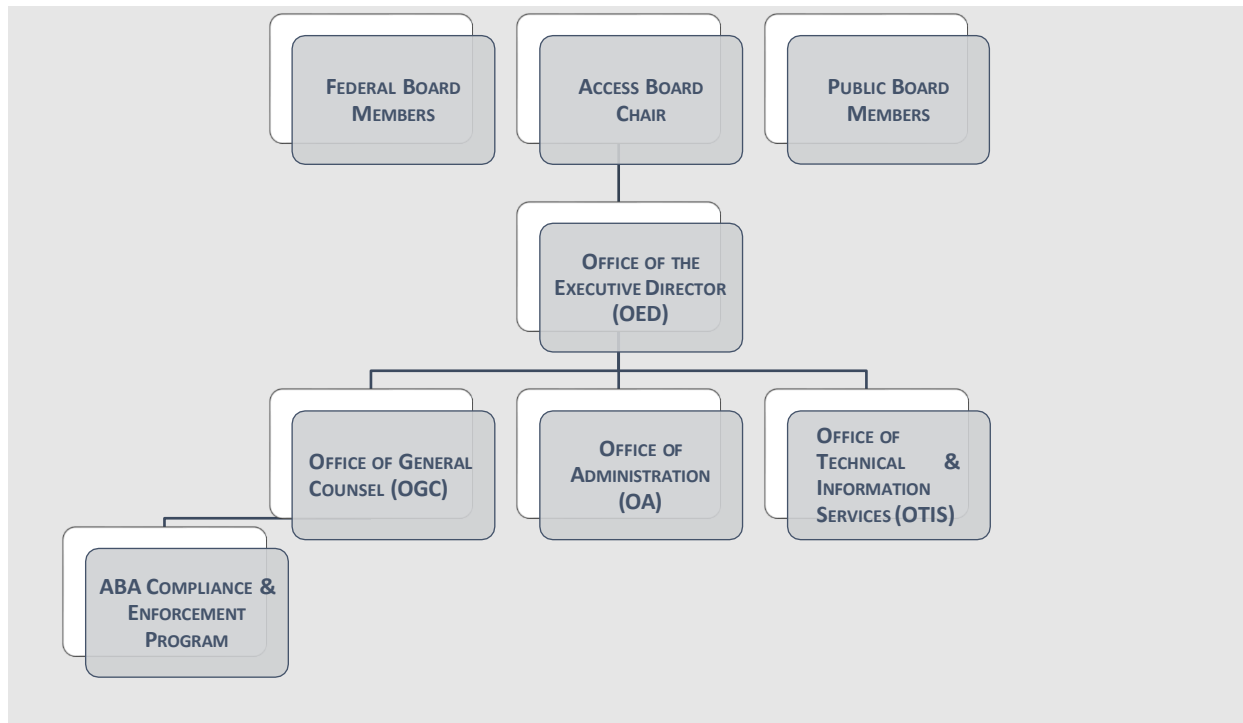 FEDERAL BOARD
MEMBERS
ACCESS BOARD
CHAIR
PUBLIC BOARD
MEMBERS
OFFICE OF THE
EXECUTIVE DIRECTOR
(OED)
OFFICE OF GENERAL
COUNSEL (OGC)
OFFICE OF
ADMINISTRATION
(OA)
OFFICE OF
TECHNICAL &
INFORMATION
SERVICES (OTIS)
ABA COMPLIANCE &
ENFORCEMENT
PROGRAM